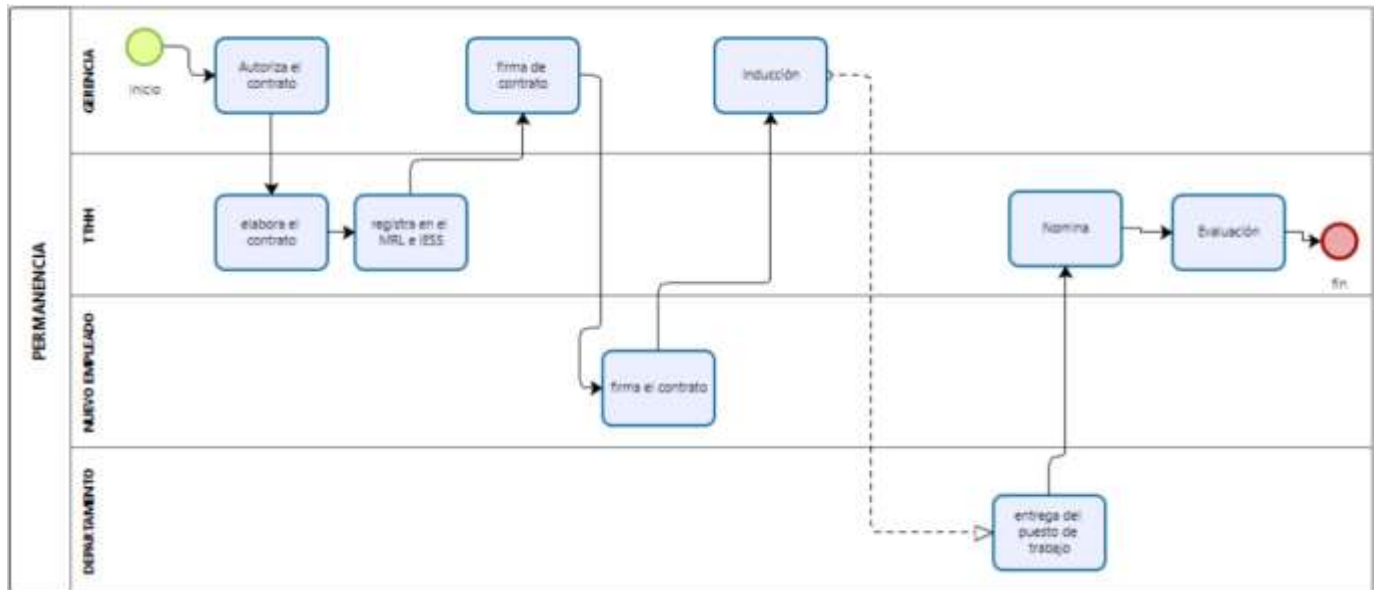 PERMANENCIA
GERENCIA
inicio
Autoriza el
contrato
firma de
contrato
Inducción
TTHH
elabora el
contrato
registra en el
MRL e IESS
Nomina
Evaluación
fin
NUEVO EMPLEADO
firma el contrato
DEPARTAMENTO
entrega del
puesto de
trabajo